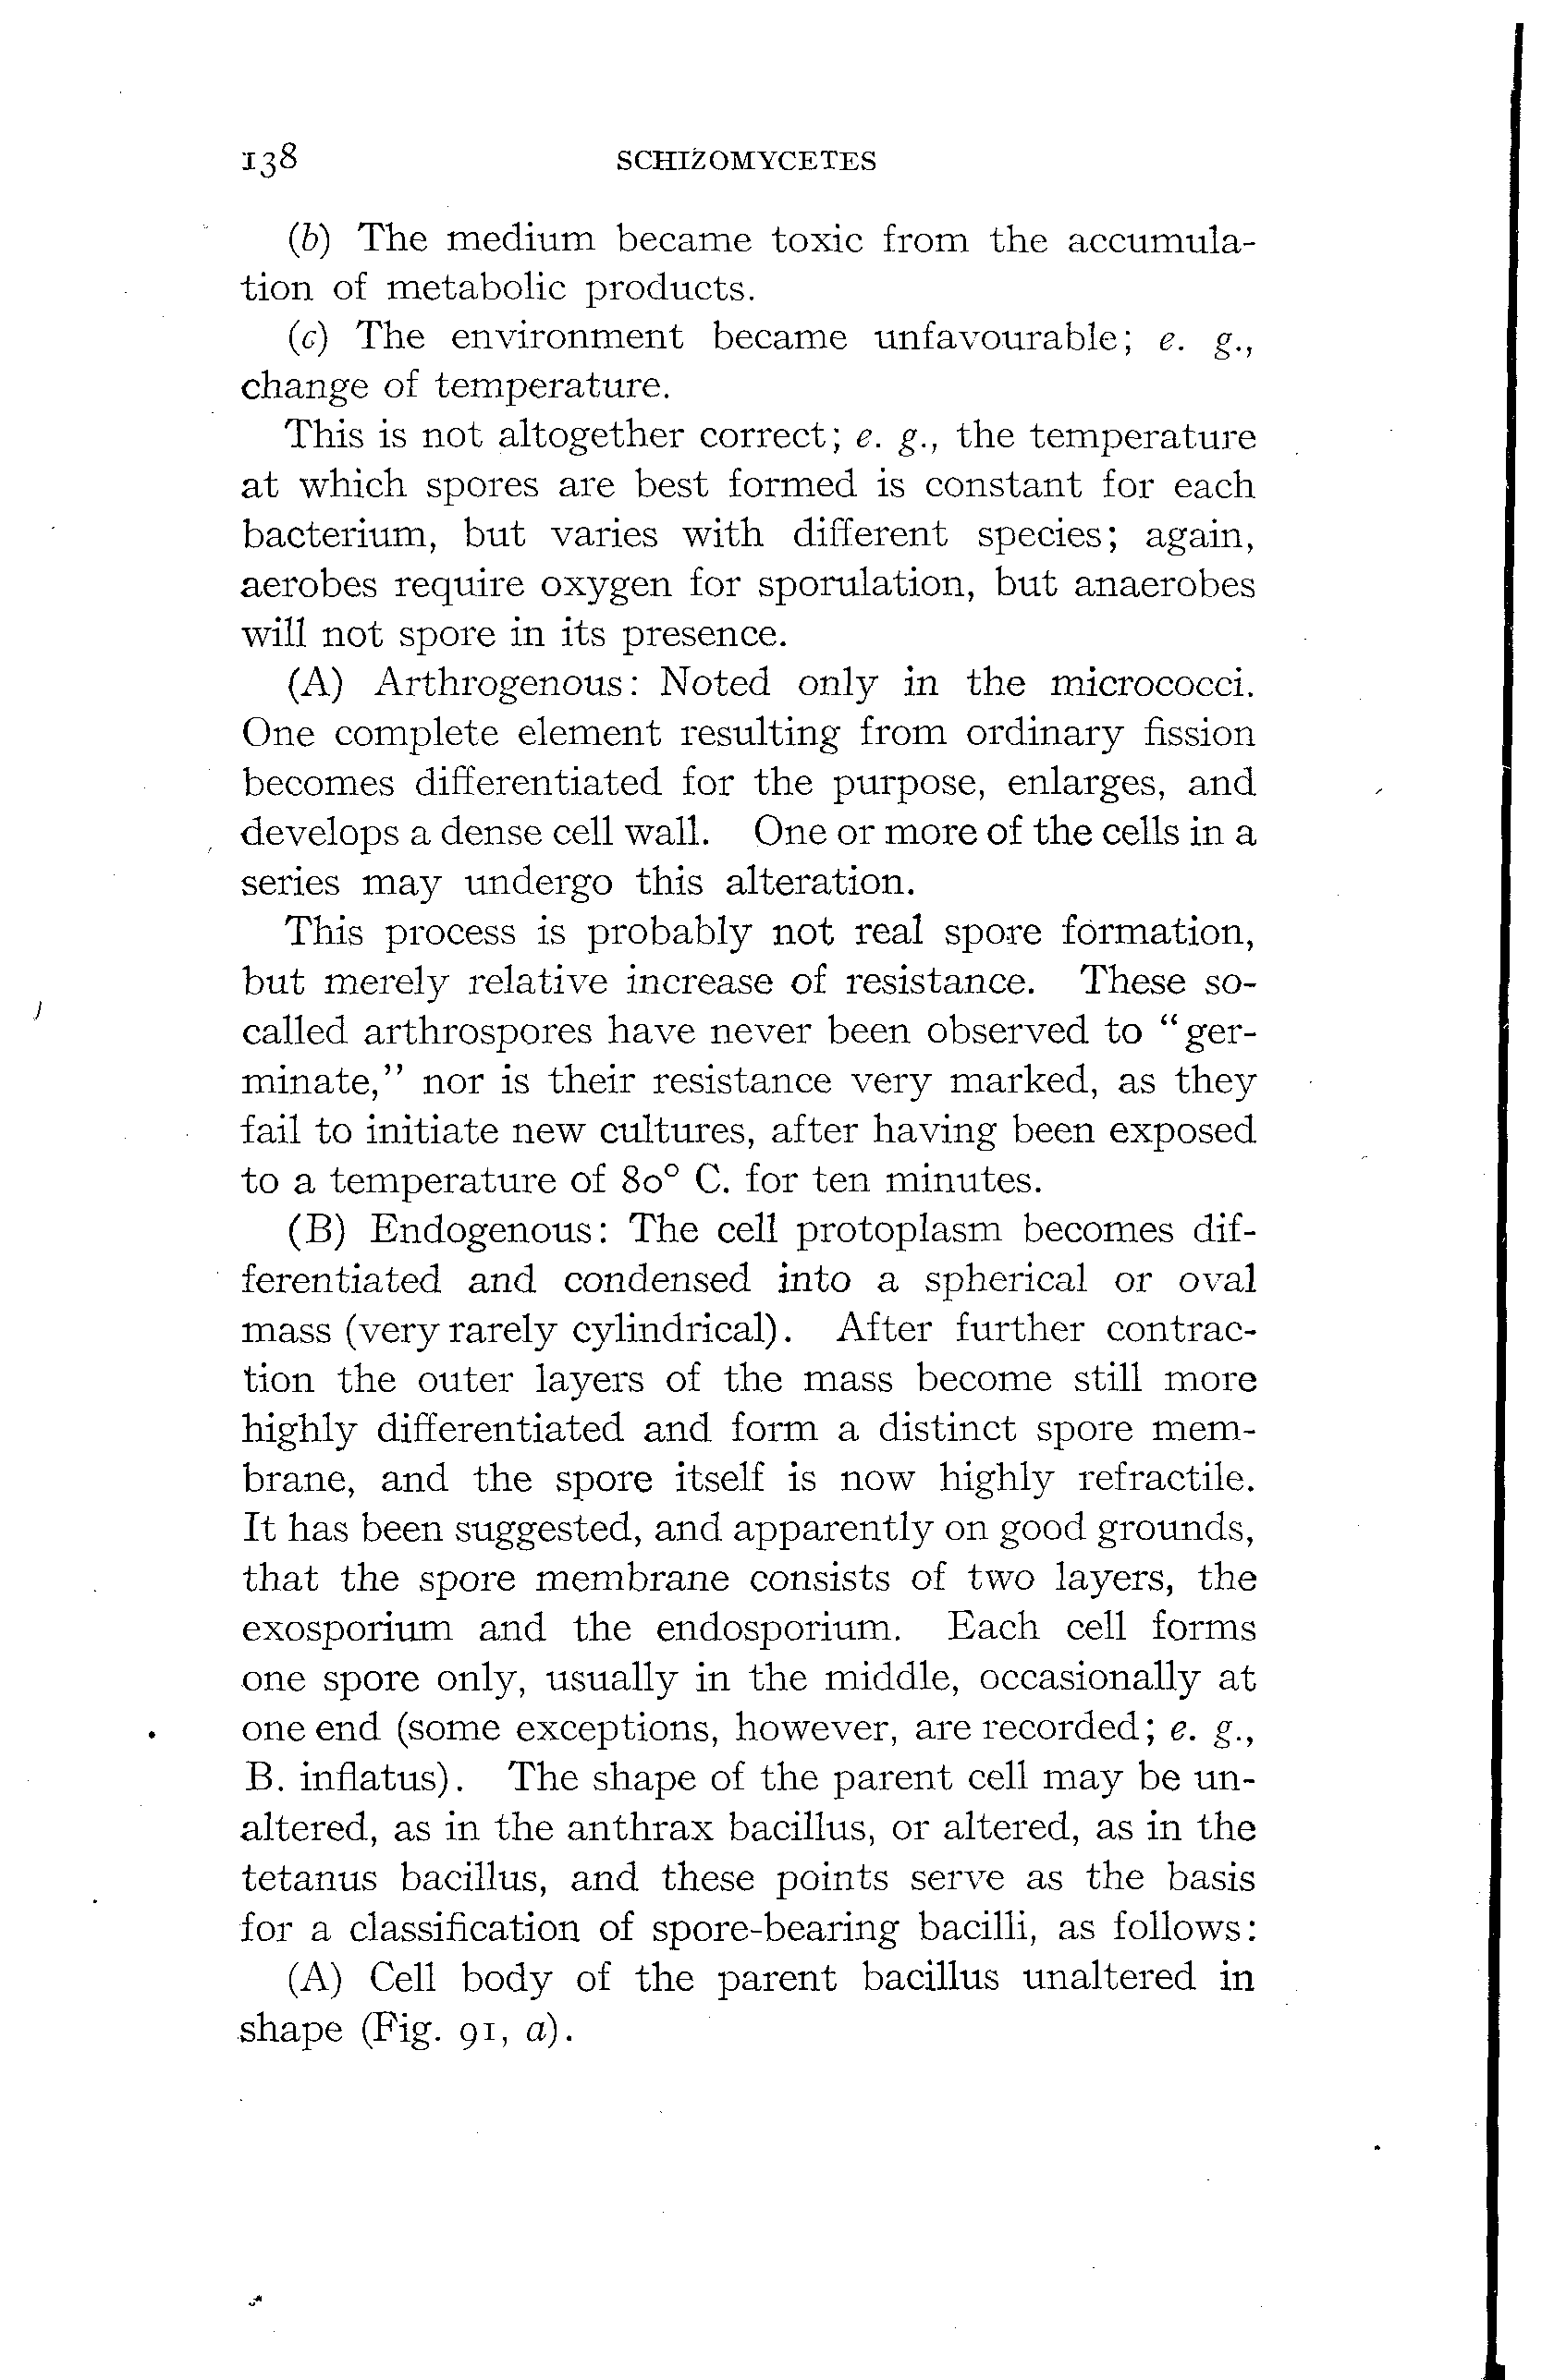 138 SCHIZOMYCETES
(b) The medium became toxic from the accumula-
tion of metabolic products.
(c) The environment became unfavourable; e. g.,
change of temperature.
This is not altogether correct; e. g., the temperature
at which spores are best formed is constant for each
bacterium, but varies with different species; again,
aerobes require oxygen for sporulation, but anaerobes
will not spore in its presence.
(A) Arthrogenous: Noted only in the micrococci.
One complete element resulting from ordinary fission
becomes differentiated for the purpose, enlarges, and
develops a dense cell wall. One or more of the cells in a
series may undergo this alteration.
This process is probably not real spore formation,
but merely relative increase of resistance. These so-
called arthrospores have never been observed to "ger-
minate," nor is their resistance very marked, as they
fail to initiate new cultures, after having been exposed
to a temperature of 80° C. for ten minutes.
(B) Endogenous: The cell protoplasm becomes dif-
ferentiated and condensed into a spherical or oval
mass (very rarely cylindrical). After further contrac-
tion the outer layers of the mass become still more
highly differentiated and form a distinct spore mem-
brane, and the spore itself is now highly refractile.
It has been suggested, and apparently on good grounds,
that the spore membrane consists of two layers, the
exosporium and the endosporium. Each cell forms
one spore only, usually in the middle, occasionally at
one end (some exceptions, however, are recorded; e. g.,
B. inflatus). The shape of the parent cell may be un-
altered, as in the anthrax bacillus, or altered, as in the
tetanus bacillus, and these points serve as the basis
for a classification of spore-bearing bacilli, as follows:
(A) Cell body of the parent bacillus unaltered in
shape (Fig. 91, a).